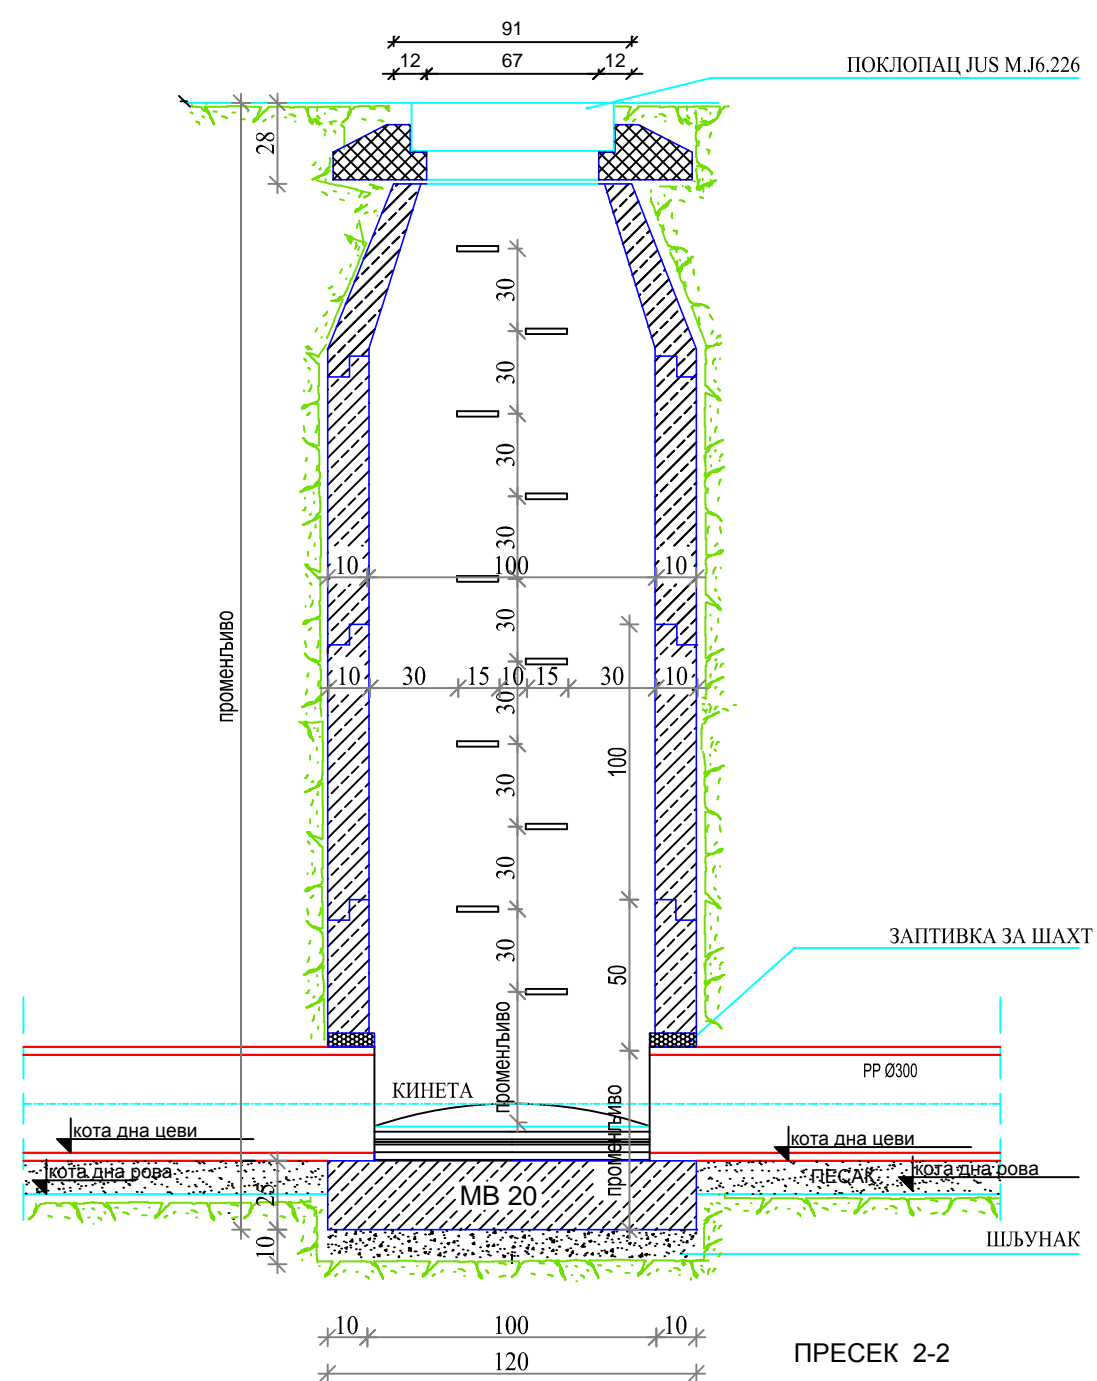 91
12 67 12
ПОКЛОПАЦ JUS M.J6.226
28
30
30
30
30
10 100 10
30
променљиво
10 30 15 10 15 30 10
30
100
30
30
ЗАПТИВКА ЗА ШАХТ
30
50
променљиво
PP Ø300
КИНЕТА
променљиво
кота дна цеви
кота дна цеви
кота дна рова
ПЕСАК
кота дна рова
25
МВ 20
10
ШЉУНАК
10 100 10
120
ПРЕСЕК 2-2